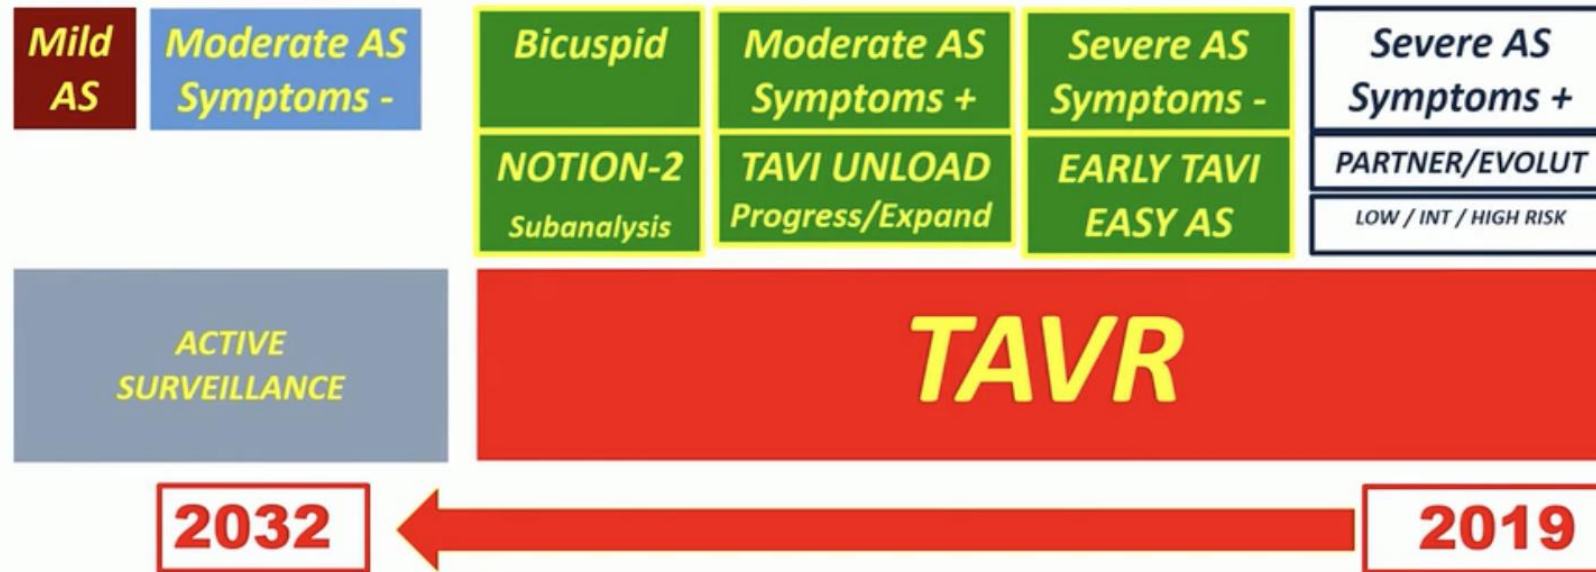 Mild
AS
Moderate AS
Symptoms -
Bicuspid
Moderate AS
Symptoms +
Severe AS
Symptoms -
Severe AS
Symptoms +
NOTION-2
Subanalysis
TAVI UNLOAD
Progress/Expand
EARLY TAVI
EASY AS
PARTNER/EVOLUT
LOW / INT / HIGH RISK
ACTIVE
SURVEILLANCE
TAVR
2032
2019